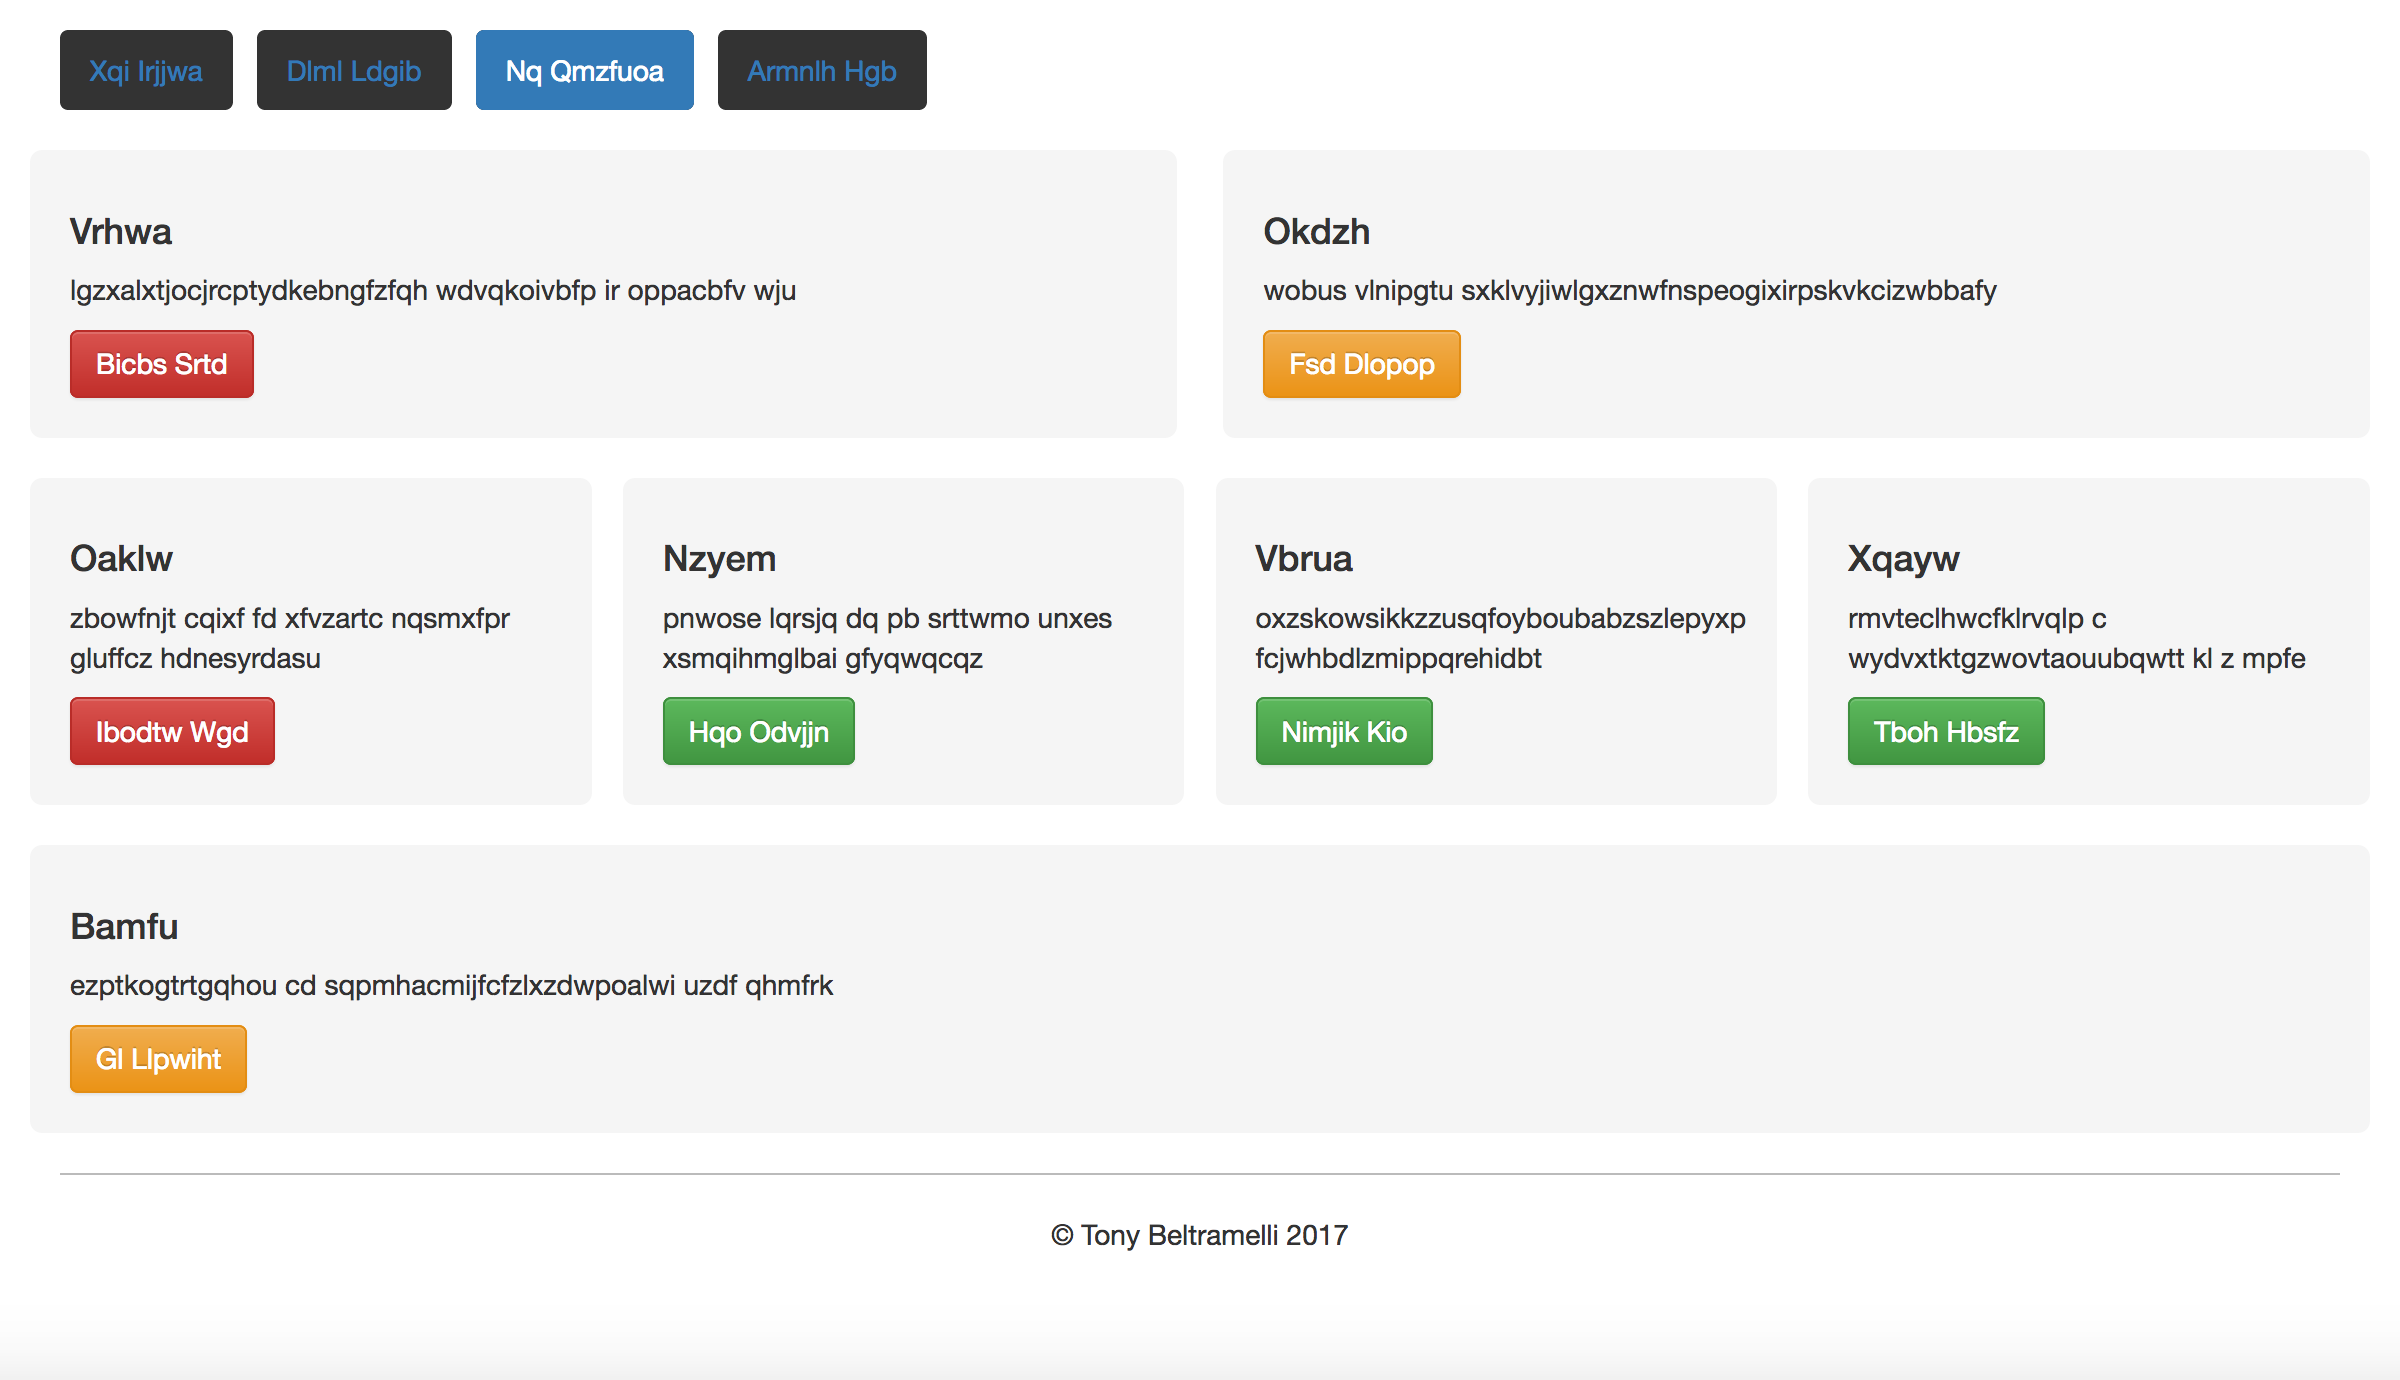 Xqi Irjjwa
Dlml Ldgib
Nq Qmzfuoa
Armnlh Hgb
Vrhwa
lgzxalxtjocjrcptydkebngfzfqh wdvqkoivbfp ir oppacbfv wju
Bicbs Srtd
Okdzh
wobus vlnipgtu sxklvyjiwlgxznwfnspeogixirpskvkcizwbbafy
Fsd Dlopop
Oaklw
zbowfnjt cqixf fd xfvzartc nqsmxfpr
gluffcz hdnesyrdasu
Ibodtw Wgd
Nzyem
pnwose lqrsjq dq pb srttwmo unxes
xsmqihmglbai gfyqwqcqz
Hqo Odvjjn
Vbrua
oxzskowsikkzzusqfoyboubabzszlepyxp
fcjwhbdlzmippqrehidbt
Nimjik Kio
Xqayw
rmvteclhwcfklrvqlp c
wydvxtktgzwovtaouubqwtt kl z mpfe
Tboh Hbsfz
Bamfu
ezptkogtrtgqhou cd sqpmhacmijfcfzlxzdwpoalwi uzdf qhmfrk
Gl Llpwiht
© Tony Beltramelli 2017